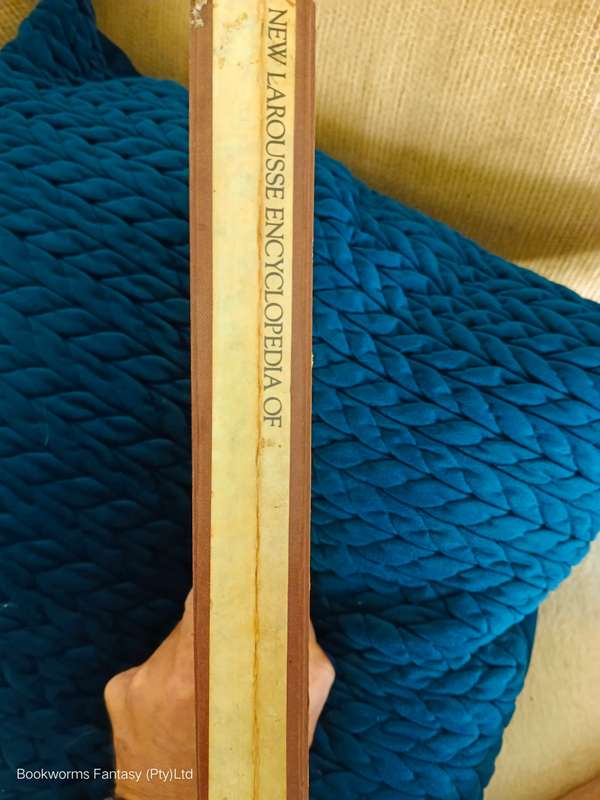 NEW LAROUSSE ENCYCLOPEDIA OF
Bookworms Fantasy (Pty)Ltd